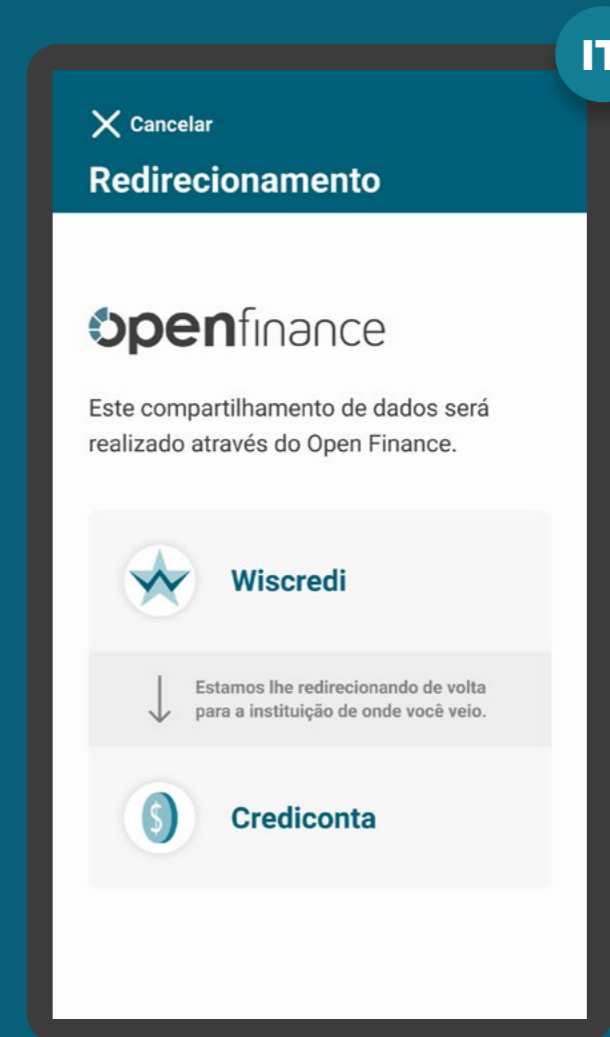 IT
Cancelar
Redirecionamento
openfinance
Este compartilhamento de dados será
realizado através do Open Finance.
Wiscredi
Estamos lhe redirecionando de volta
para a instituição de onde você veio.
$
Crediconta